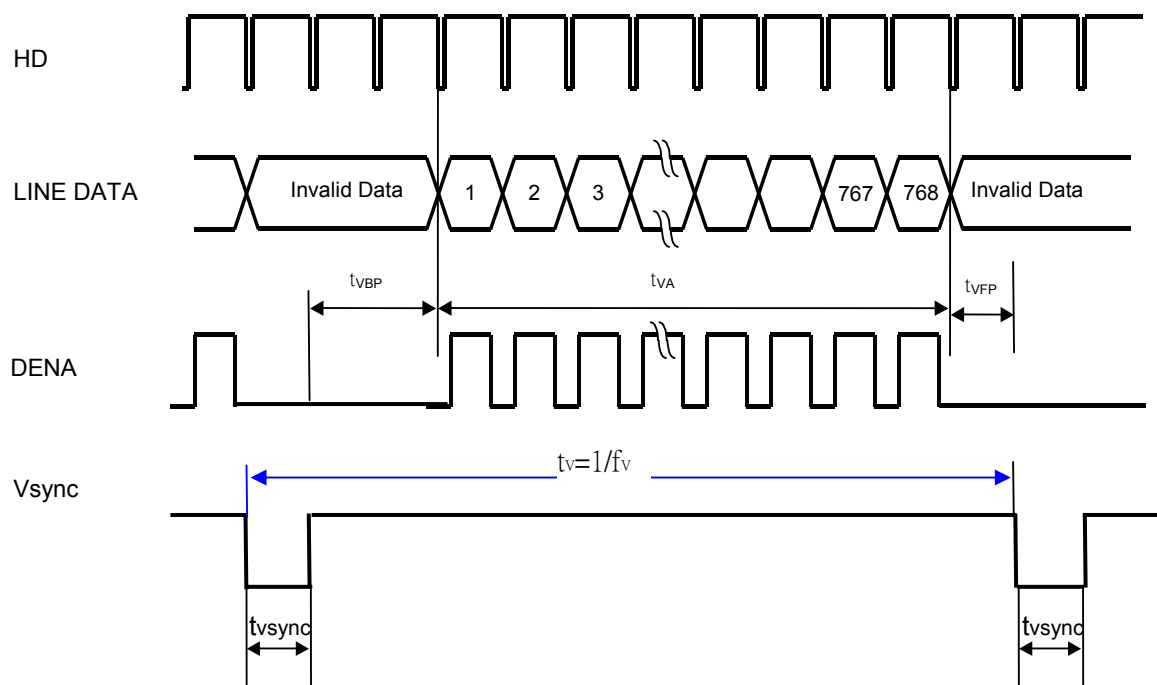 HD
LINE DATA
Invalid Data 1 2 3 767 768 Invalid Data
tVBP tVA tVFP
DENA
tv=1/fv
Vsync
tvsync tvsync